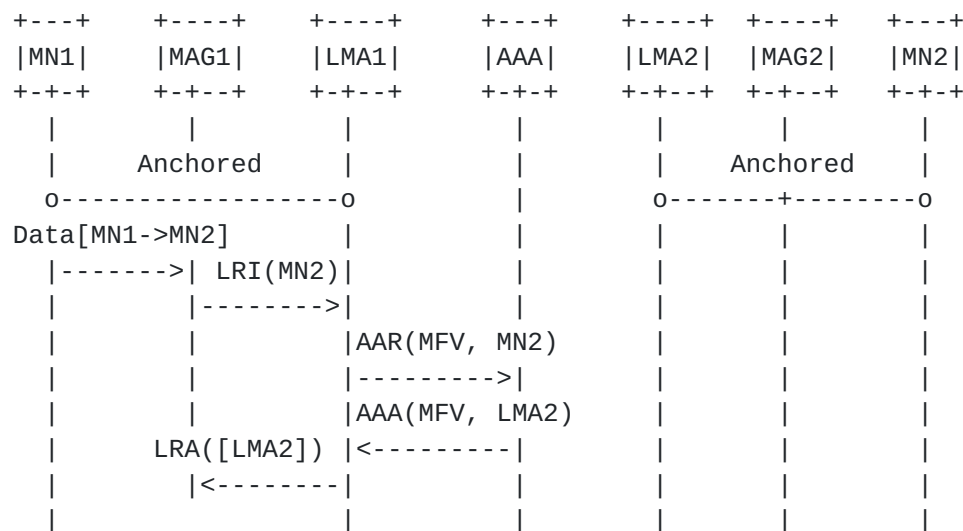 +---+    +----+    +----+     +---+    +----+  +----+   +---+
|MN1|    |MAG1|    |LMA1|     |AAA|    |LMA2|  |MAG2|   |MN2|
+-+-+    +-+--+    +-+--+     +-+-+    +-+--+  +-+--+   +-+-+
  |        |         |          |        |       |        |
  |     Anchored     |          |        |    Anchored    |
  o------------------o          |        o-------+--------o
Data[MN1->MN2]       |          |        |       |        |
  |------->| LRI(MN2)|          |        |       |        |
  |        |-------->|          |        |       |        |
  |        |         |AAR(MFV, MN2)      |       |        |
  |        |         |--------->|        |       |        |
  |        |         |AAA(MFV, LMA2)     |       |        |
  |      LRA([LMA2]) |<---------|        |       |        |
  |        |<--------|          |        |       |        |
  |                  |          |        |       |        |